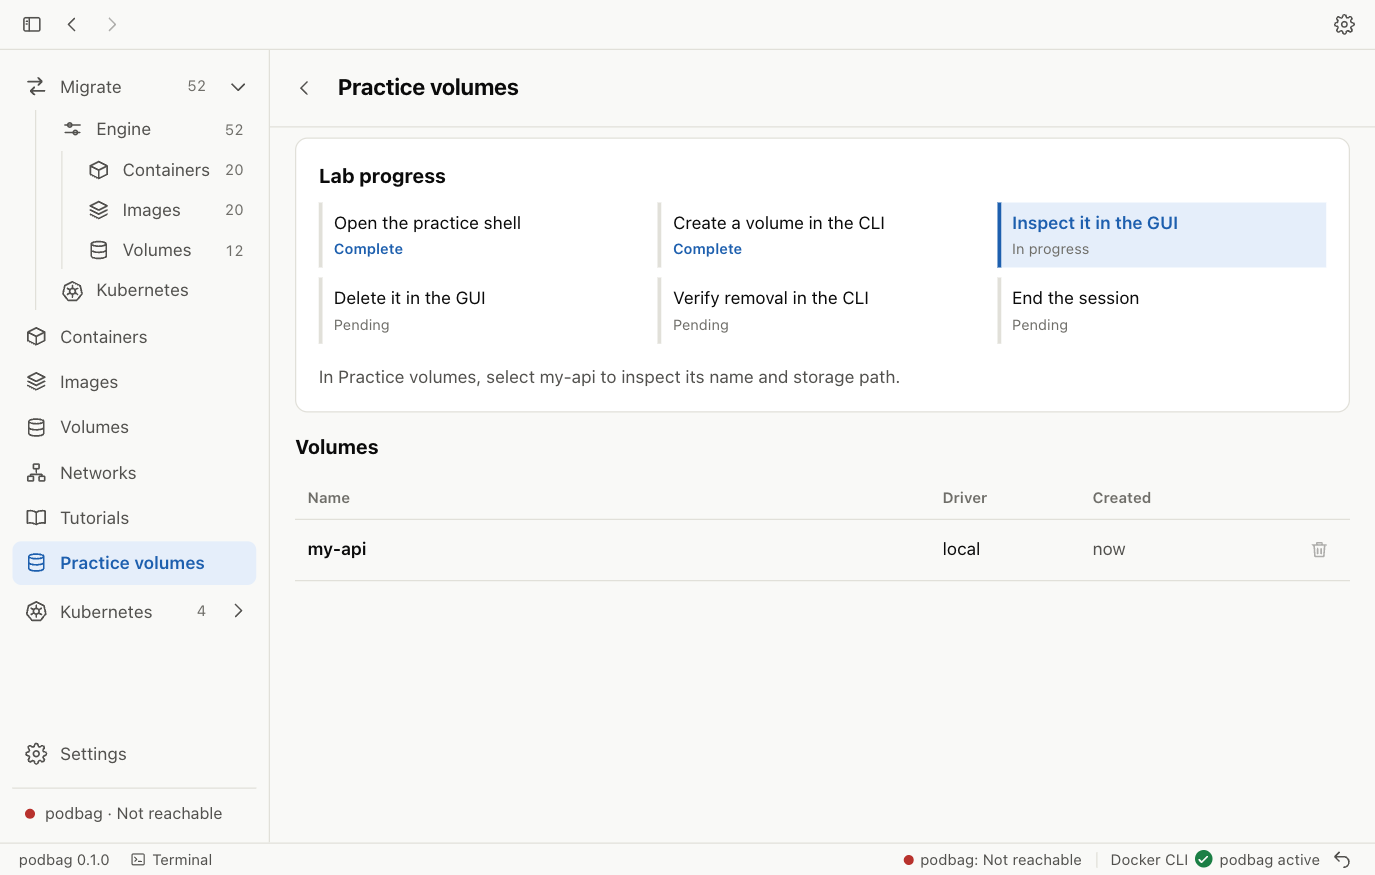 Migrate 52
Engine 52
Containers 20
Images 20
Volumes 12
Kubernetes
Containers
Images
Volumes
Networks
Tutorials
Practice volumes
Kubernetes 4
Settings
podbag · Not reachable
Practice volumes
Lab progress
Open the practice shell
Complete
Create a volume in the CLI
Complete
Inspect it in the GUI
In progress
Delete it in the GUI
Pending
Verify removal in the CLI
Pending
End the session
Pending
In Practice volumes, select my-api to inspect its name and storage path.
Volumes
Name Driver Created
my-api local now
podbag 0.1.0 Terminal podbag: Not reachable Docker CLI podbag active